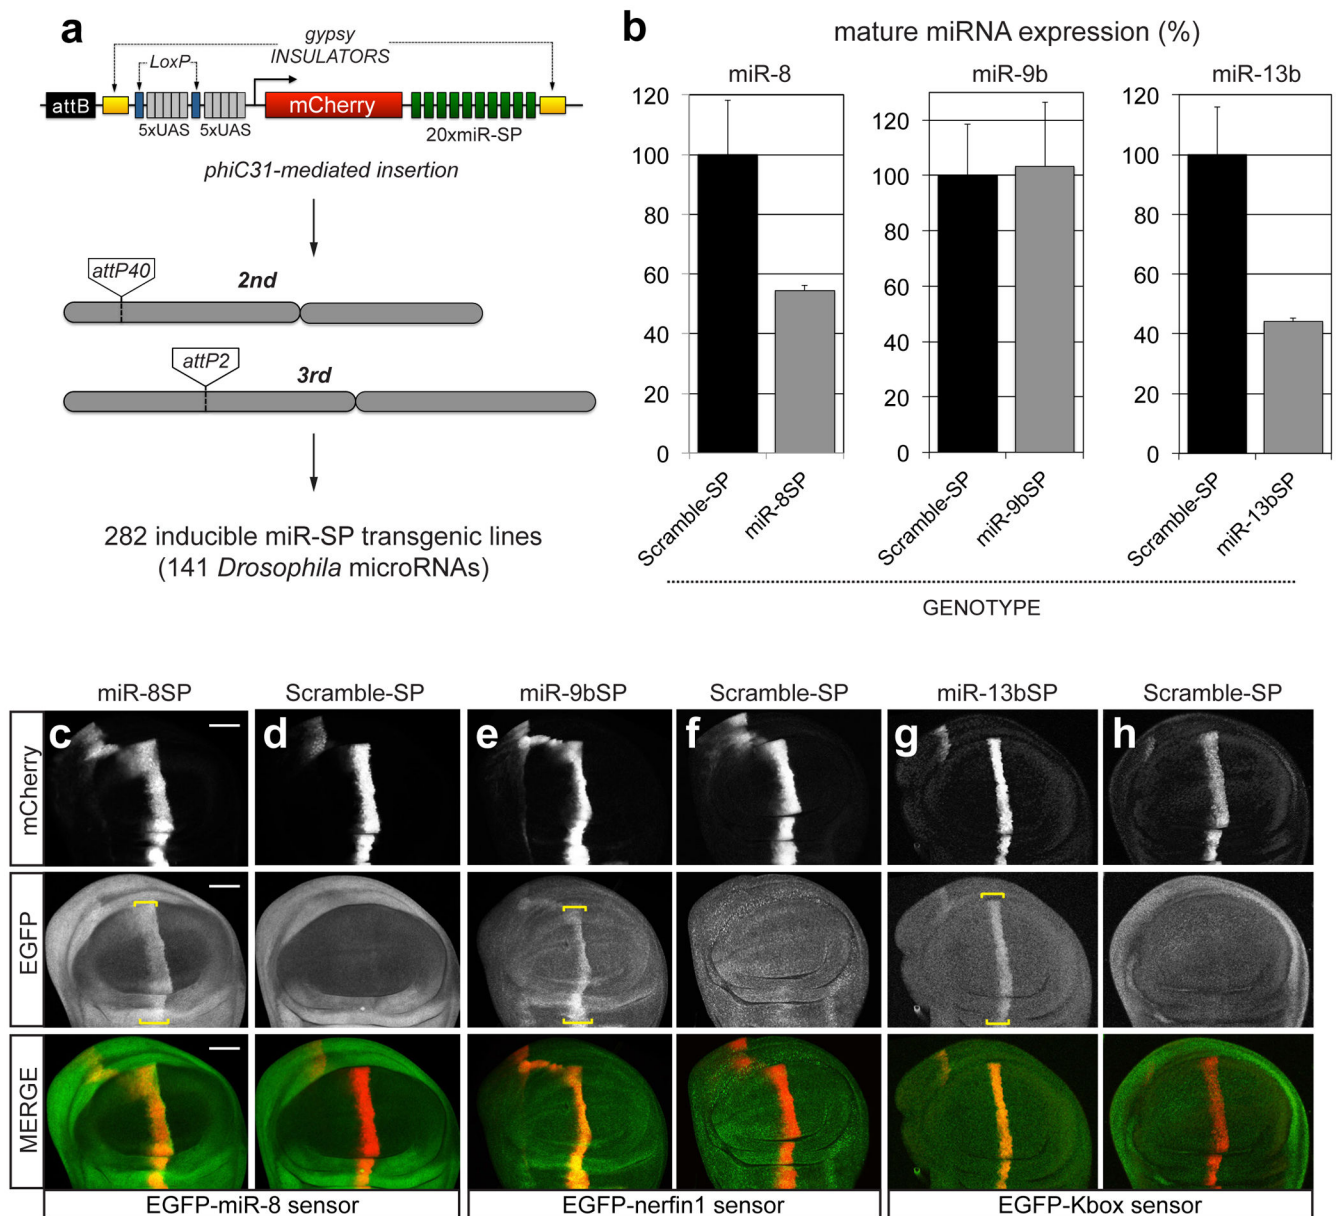 a
gypsy
INSULATORS
LoxP
attB
mCherry
5xUAS 5xUAS
20xmiR-SP
phiC31-mediated insertion
attP40
2nd
attP2
3rd
282 inducible miR-SP transgenic lines
(141 Drosophila microRNAs)
b
mature miRNA expression (%)
miR-8
120
100
80
60
40
20
0
Scramble-SP
miR-8SP
miR-9b
120
100
80
60
40
20
0
Scramble-SP
miR-9bSP
miR-13b
120
100
80
60
40
20
0
Scramble-SP
miR-13bSP
GENOTYPE
miR-8SP Scramble-SP miR-9bSP Scramble-SP miR-13bSP Scramble-SP
c d e f g h
mCherry
EGFP
MERGE
EGFP-miR-8 sensor EGFP-nerfin1 sensor EGFP-Kbox sensor